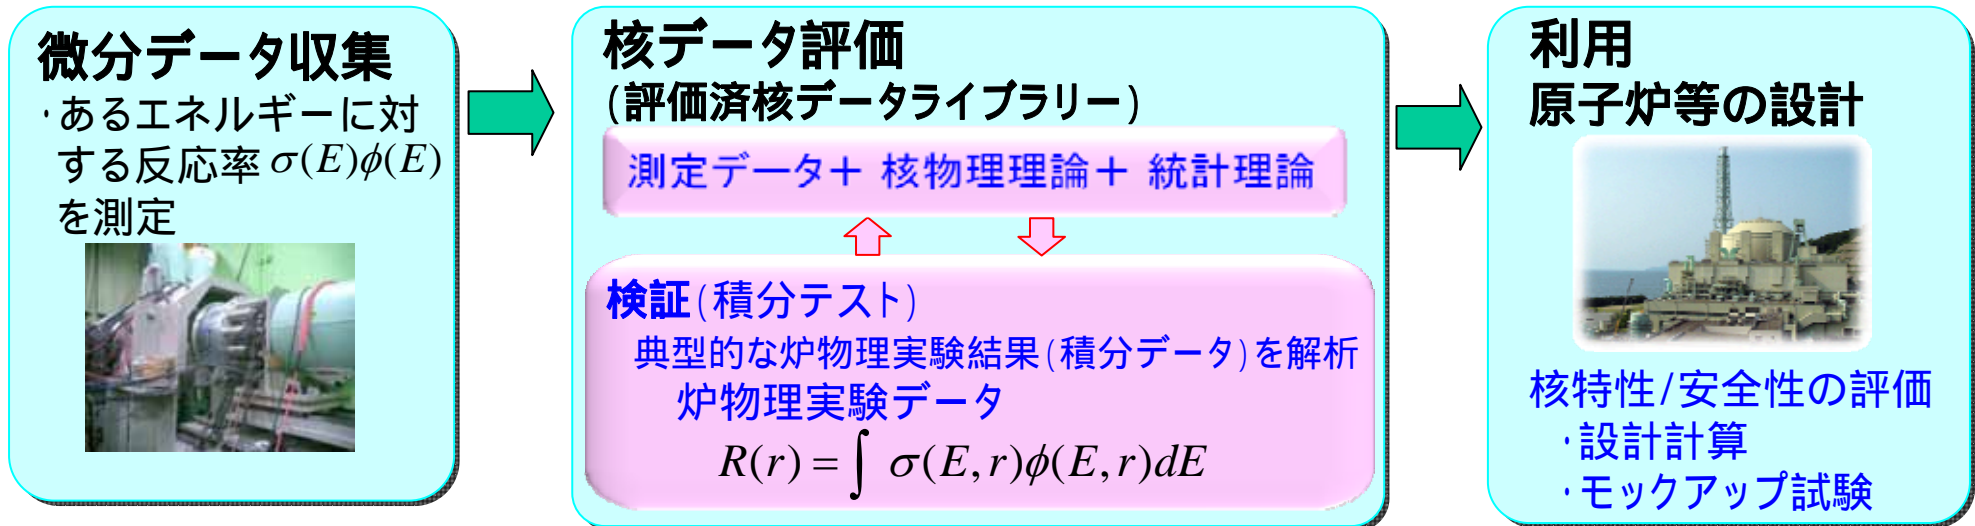 微分データ収集
·あるエネルギーに対
する反応率 σ(E)φ(E)
を測定
核データ評価
(評価済核データライブラリー)
測定データ＋ 核物理理論＋ 統計理論
検証(積分テスト)
典型的な炉物理実験結果(積分データ)を解析
炉物理実験データ
R(r) = ∫ σ(E,r)φ(E,r)dE
利用
原子炉等の設計
核特性/安全性の評価
·設計計算
·モックアップ試験